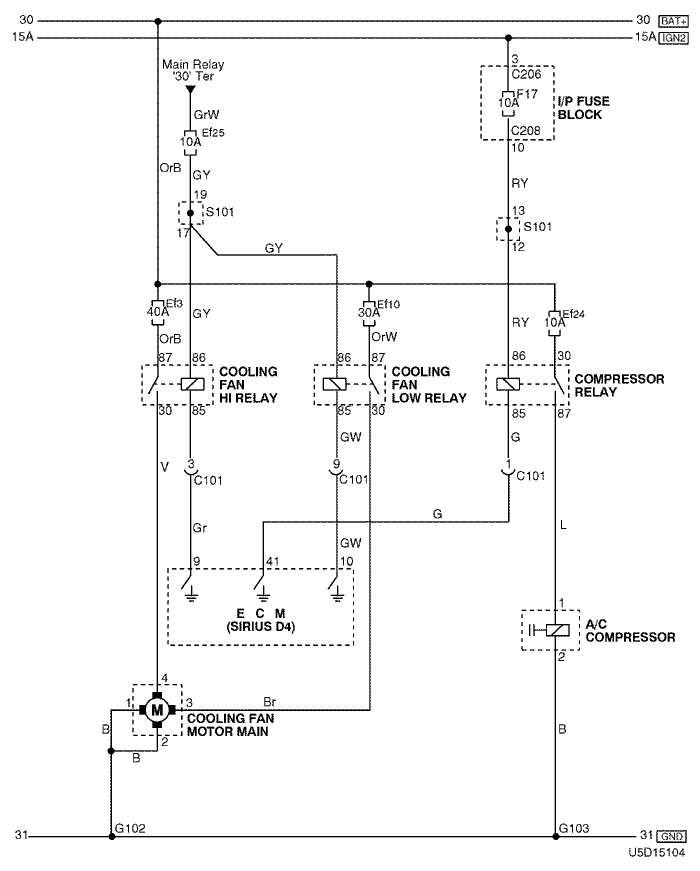 30
30 BAT+
15A
15A IGN2
Main Relay
'30' Ter
3
C206
F17
10A
I/P FUSE
BLOCK
C208
10
GrW
Ef25
10A
OrB
GY
RY
19
S101
17
13
S101
12
GY
Ef3
40A
GY
OrB
Ef10
30A
OrW
RY
Ef24
10A
87
86
COOLING
FAN
HI RELAY
30
85
86
87
COOLING
FAN
LOW RELAY
85
30
86
30
COMPRESSOR
RELAY
85
87
V
GW
G
3
C101
9
C101
1
C101
Gr
G
GW
L
9
41
10
E C M
(SIRIUS D4)
1
A/C
COMPRESSOR
2
4
1
M
3
Br
2
COOLING FAN
MOTOR MAIN
B
B
B
31
G102
G103
31 GND
U5D15104